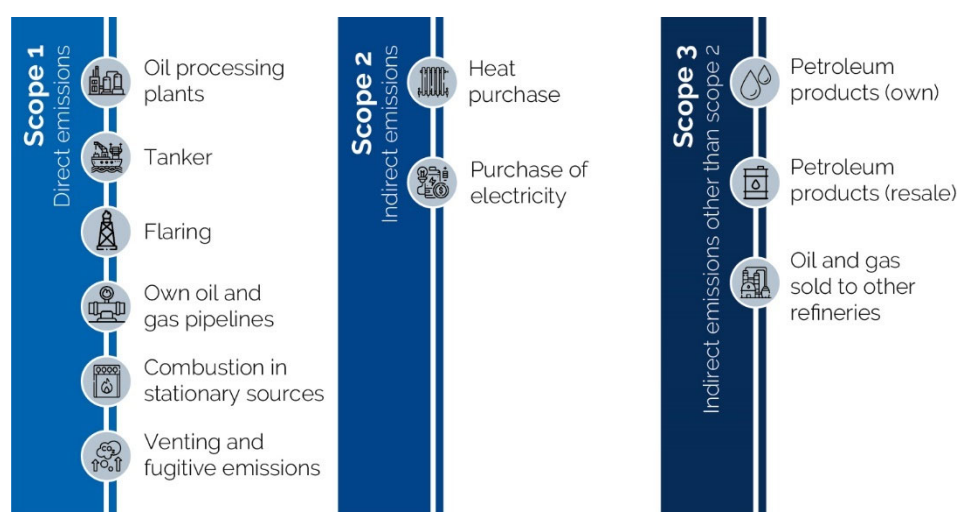 Scope 1
Direct emissions
Oil processing
plants
Tanker
Flaring
Own oil and
gas pipelines
Combustion in
stationary sources
Venting and
fugitive emissions
Scope 2
Indirect emissions
Heat
purchase
Purchase of
electricity
Scope 3
Indirect emissions other than scope 2
Petroleum
products (own)
Petroleum
products (resale)
Oil and gas
sold to other
refineries